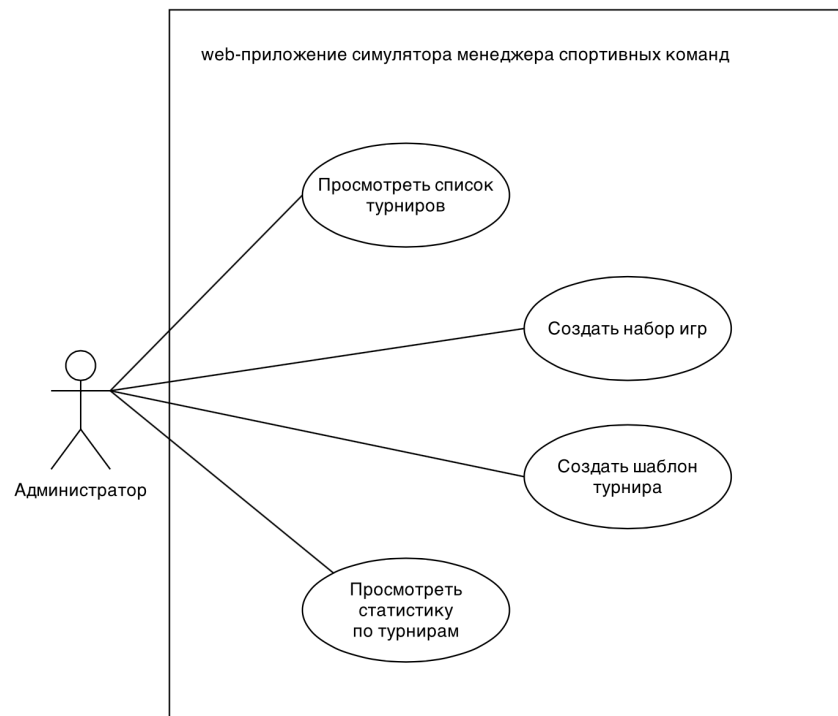 web-приложение симулятора менеджера спортивных команд
Просмотреть список
турниров
Создать набор игр
Создать шаблон
турнира
Администратор
Просмотреть
статистику
по турнирам